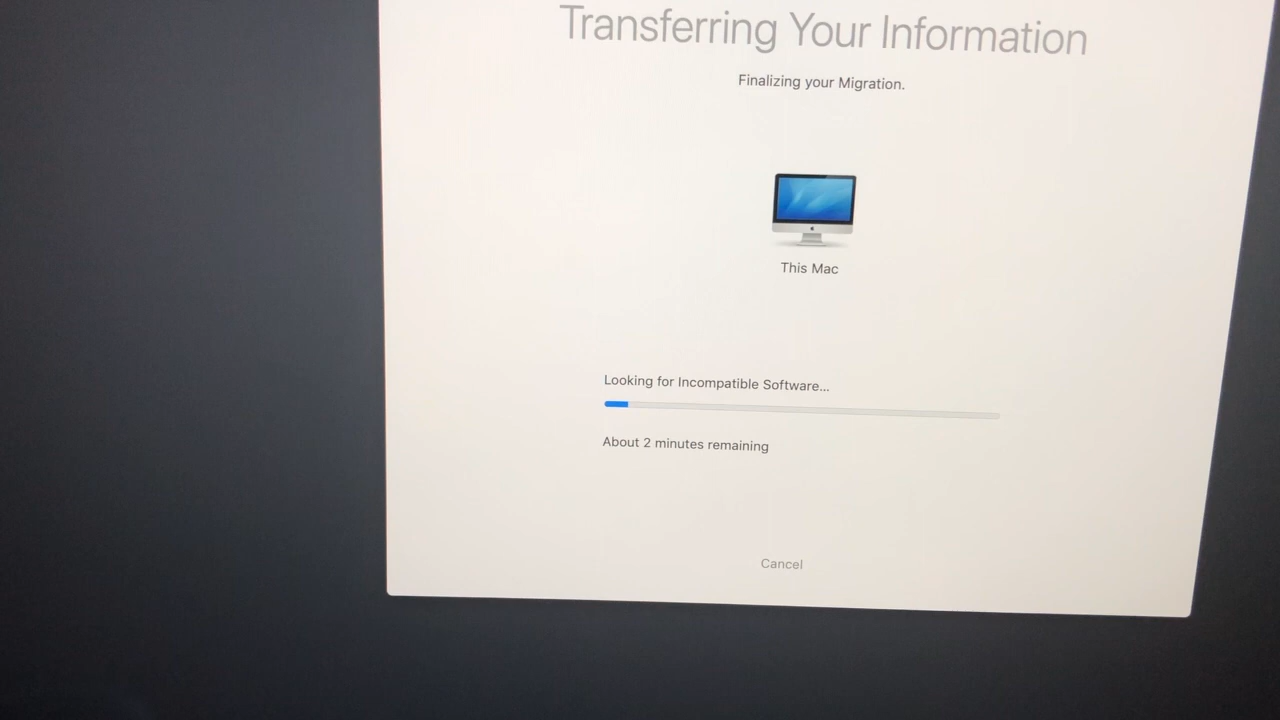 Transferring Your Information
Finalizing your Migration.
This Mac
Looking for Incompatible Software...
About 2 minutes remaining
Cancel